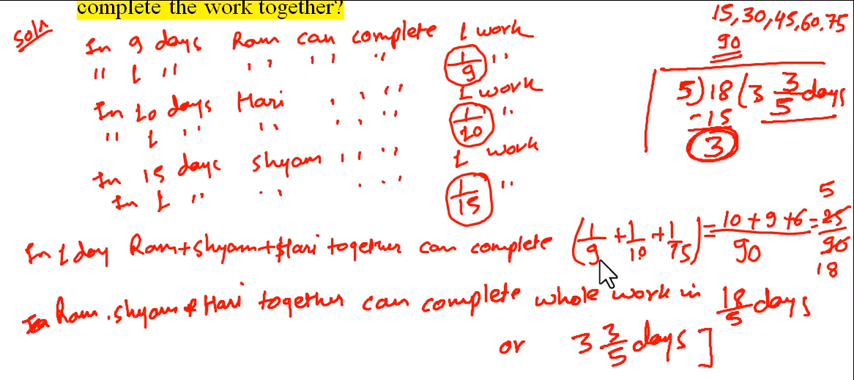 complete the work together?
Soln
In 9 days Ram can complete 1 work
" 1 " " " " 1/9 "
In 10 days Hari " " " 1 work
" 1 " " " " " 1/10 "
In 15 days Shyam " " " 1 work
In 1 " " " " " 1/15 "
In 1 day Ram+Shyam+Hari together can complete (1/9 + 1/10 + 1/15) = 10+9+6/90 = 25/90
5
18
Ram, Shyam & Hari together can complete whole work in 18/5 days
or 3 3/5 days ]
15, 30, 45, 60, 75
90
5)18(3 3/5 days
-15
3